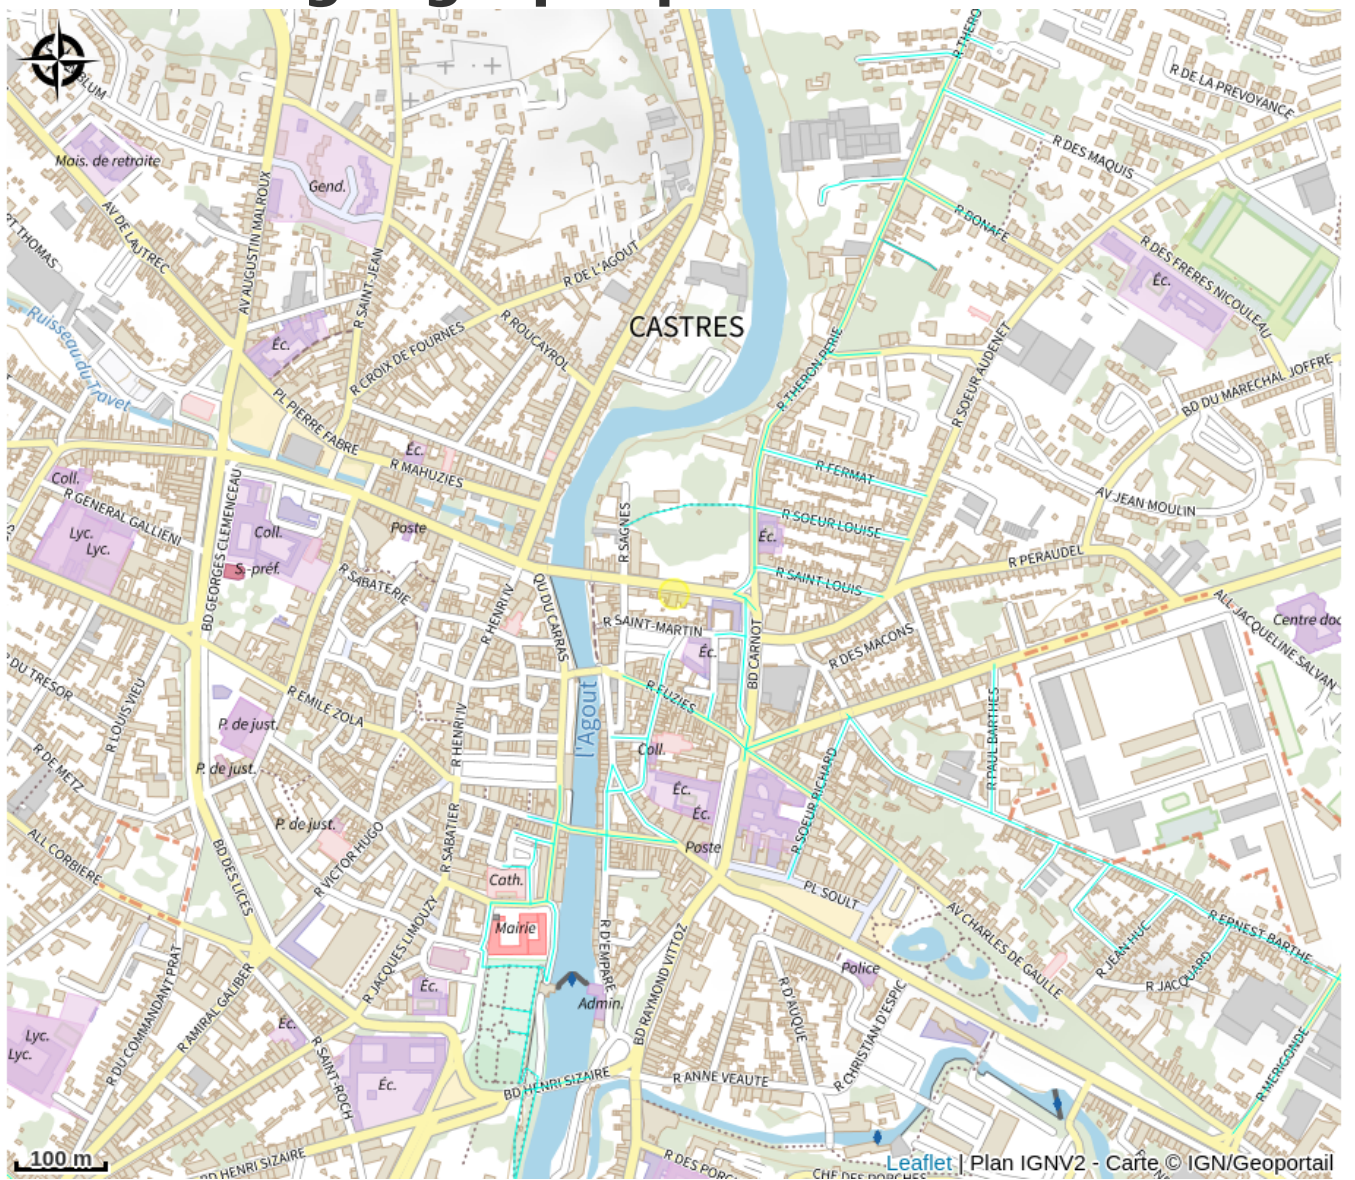 R THERO
BLUM
R DE LA PREVOYANCE
R DES MAQUIS
Mais. de retraite
Gend.
AV DE LAUTREC
AV AUGUSTIN MALROUX
R SAINT-JEAN
R BONAFE
R DES FRERES NICOULEAU
RT THOMAS
R DE L'AGOUT
Éc.
Ruisseau du Travet
Éc.
R CROIX DE FOURNES
R ROUCAYROL
CASTRES
R THERON PERIE
R SOEUR AUDENET
BD DU MARECHAL JOFFRE
PL PIERRE FABRE
Éc.
R MAHUZIES
R FERMAT
Coll.
R GENERAL GALLIENI
BD GEORGES CLEMENCEAU
AV JEAN MOULIN
Lyc.
Lyc.
Coll.
Poste
R SAGNES
R SOEUR LOUISE
Éc.
S.-préf.
R SABATERIE
R PERAUDEL
R SAINT-LOUIS
QU DU CARRAS
R HENRI IV
R SAINT-MARTIN
ALL JACQUELINE SALVAN
Centre doc
R DES MACONS
BD CARNOT
Éc.
R DU TRESOR
R LOUIS VIEU
R EMILE ZOLA
R FUZIES
l'Agout
R PAUL BARTHES
P. de just.
R HENRI IV
Coll.
R DE METZ
P. de just.
Éc.
Éc.
R SOEUR RICHARD
P. de just.
R SABATIER
R VICTOR HUGO
Poste
ALL CORBIERE
BD DES LICES
Cath.
PL SOULT
R JACQUES LIMOUZY
Mairie
R D'EMPARE
BD RAYMOND VITTOZ
AV CHARLES DE GAULLE
R ERNEST BARTHE
R JEAN HUC
R JACQUARD
Police
R DU COMMANDANT PRAT
R AMIRAL GALIBER
Éc.
Admin.
R D'AUQUE
R CHRISTIAN D'ESPIC
Éc.
Lyc.
Lyc.
R SAINT-ROCH
Éc.
BD HENRI SIZAIRE
R ANNE VEAUTE
R MERIGONDE
BD HENRI SIZAIRE
R DES PORC
CHE DES PORCHES
100 m
Leaflet | Plan IGNV2 - Carte © IGN/Geoportail